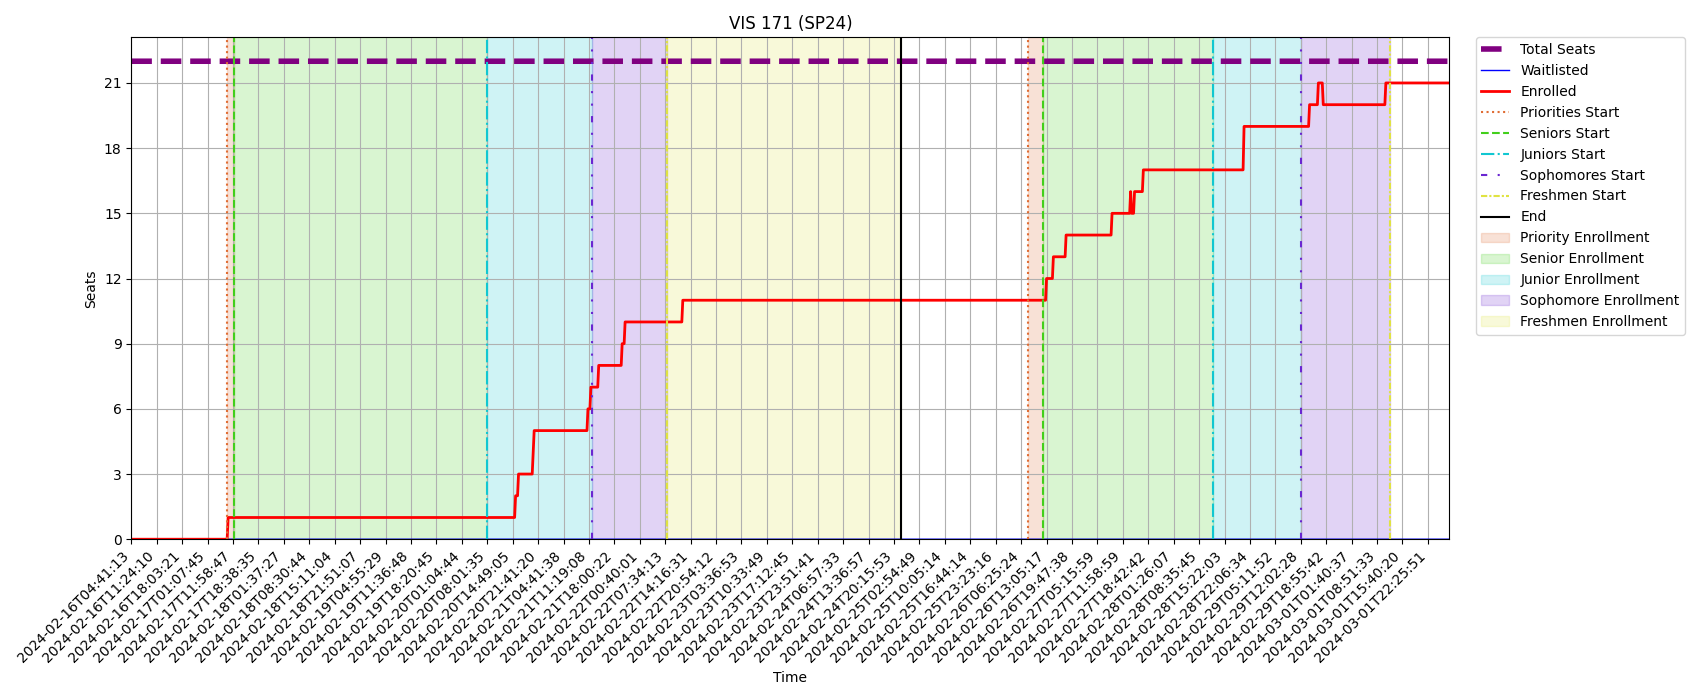 VIS 171 (SP24)
Seats
21
18
15
12
9
6
3
0
2024-02-16T04:41:13
2024-02-16T11:24:10
2024-02-16T18:03:21
2024-02-17T01:07:45
2024-02-17T11:58:47
2024-02-17T18:38:35
2024-02-18T01:37:27
2024-02-18T08:30:44
2024-02-18T15:11:04
2024-02-18T21:51:07
2024-02-19T04:55:29
2024-02-19T11:36:48
2024-02-19T18:20:45
2024-02-20T01:04:44
2024-02-20T08:01:35
2024-02-20T14:49:05
2024-02-20T21:41:20
2024-02-21T04:41:38
2024-02-21T11:19:08
2024-02-21T18:00:22
2024-02-22T00:40:01
2024-02-22T07:34:13
2024-02-22T14:16:31
2024-02-22T20:54:12
2024-02-23T03:36:53
2024-02-23T10:33:49
2024-02-23T17:12:45
2024-02-23T23:51:41
2024-02-24T06:57:33
2024-02-24T13:36:57
2024-02-24T20:15:53
2024-02-25T02:54:49
2024-02-25T10:05:14
2024-02-25T16:44:14
2024-02-25T23:23:16
2024-02-26T06:25:24
2024-02-26T13:05:17
2024-02-26T19:47:38
2024-02-27T05:15:59
2024-02-27T11:58:59
2024-02-27T18:42:42
2024-02-28T01:26:07
2024-02-28T08:35:45
2024-02-28T15:22:03
2024-02-28T22:06:34
2024-02-29T05:11:52
2024-02-29T12:02:28
2024-02-29T18:55:42
2024-03-01T01:40:37
2024-03-01T08:51:33
2024-03-01T15:40:20
2024-03-01T22:25:51
Time
Total Seats
Waitlisted
Enrolled
Priorities Start
Seniors Start
Juniors Start
Sophomores Start
Freshmen Start
End
Priority Enrollment
Senior Enrollment
Junior Enrollment
Sophomore Enrollment
Freshmen Enrollment